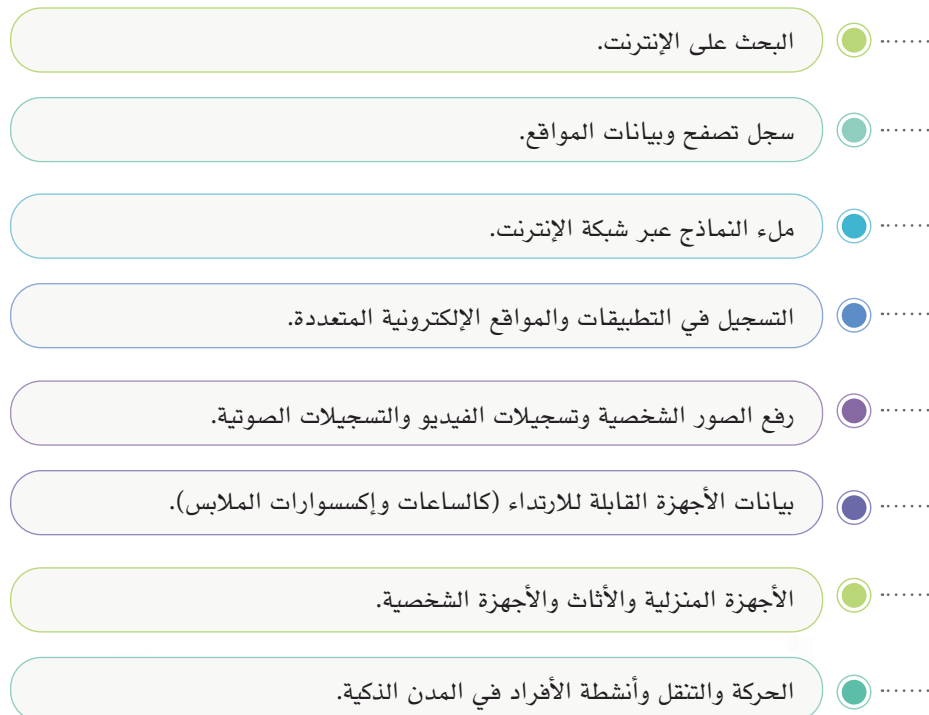 البحث على الإنترنت.
سجل تصفح وبيانات المواقع.
ملء النماذج عبر شبكة الإنترنت.
التسجيل في التطبيقات والمواقع الإلكترونية المتعددة.
رفع الصور الشخصية وتسجيلات الفيديو والتسجيلات الصوتية.
بيانات الأجهزة القابلة للارتداء (كالساعات وإكسسوارات الملابس).
الأجهزة المنزلية والأثاث والأجهزة الشخصية.
الحركة والتنقل وأنشطة الأفراد في المدن الذكية.